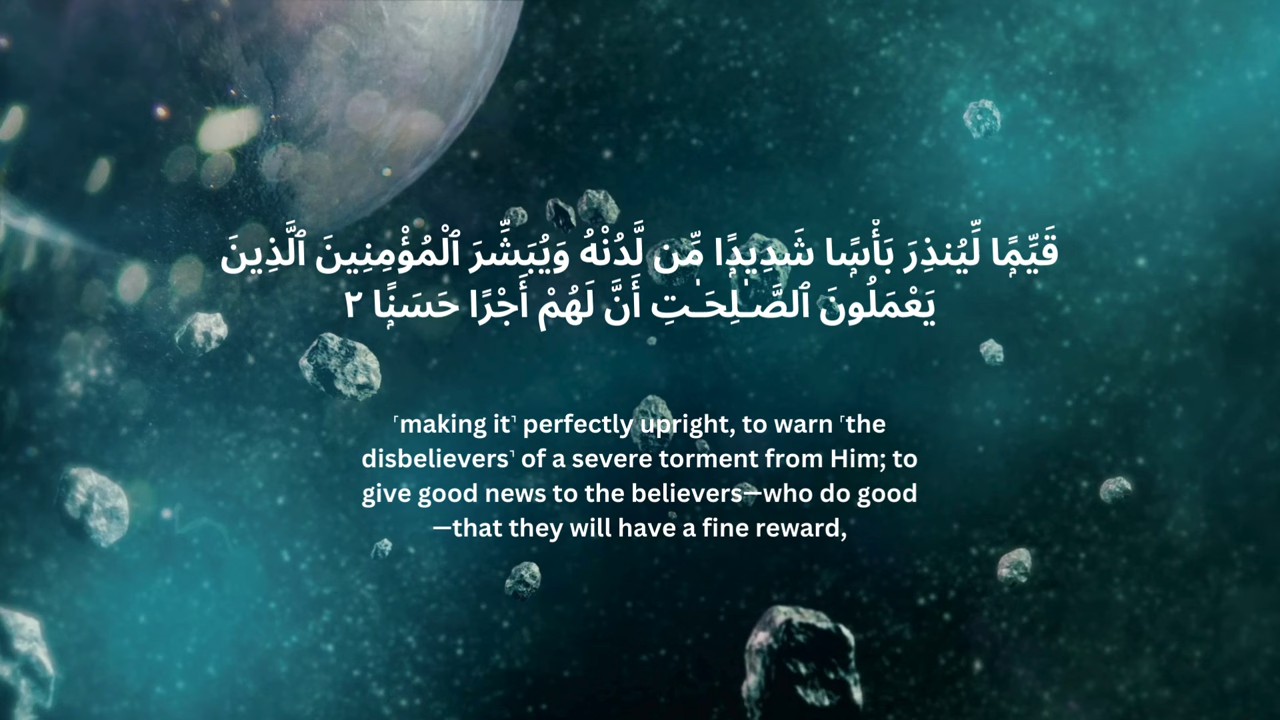 قَيِّمًۭا لِّيُنذِرَ بَأْسًۭا شَدِيدًۭا مِّن لَّدُنْهُ وَيُبَشِّرَ ٱلْمُؤْمِنِينَ ٱلَّذِينَ
يَعْمَلُونَ ٱلصَّـٰلِحَـٰتِ أَنَّ لَهُمْ أَجْرًا حَسَنًۭا ٢
˹making it˺ perfectly upright, to warn ˹the
disbelievers˺ of a severe torment from Him; to
give good news to the believers—who do good
—that they will have a fine reward,